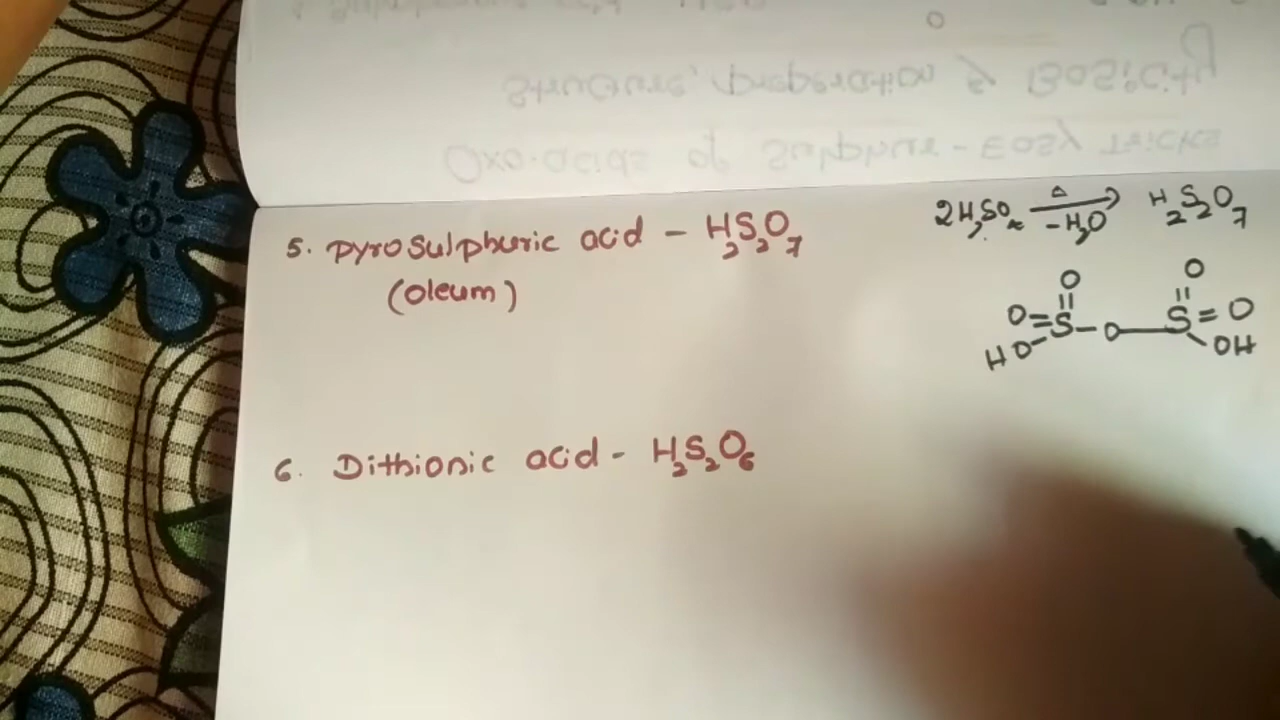 5. Pyrosulphuric acid - H₂S₂O₇
(Oleum)
2H₂SO₄ Δ→ -H₂O H₂S₂O₇
O O
O=S-O-S=O
HO OH
6. Dithionic acid - H₂S₂O₆